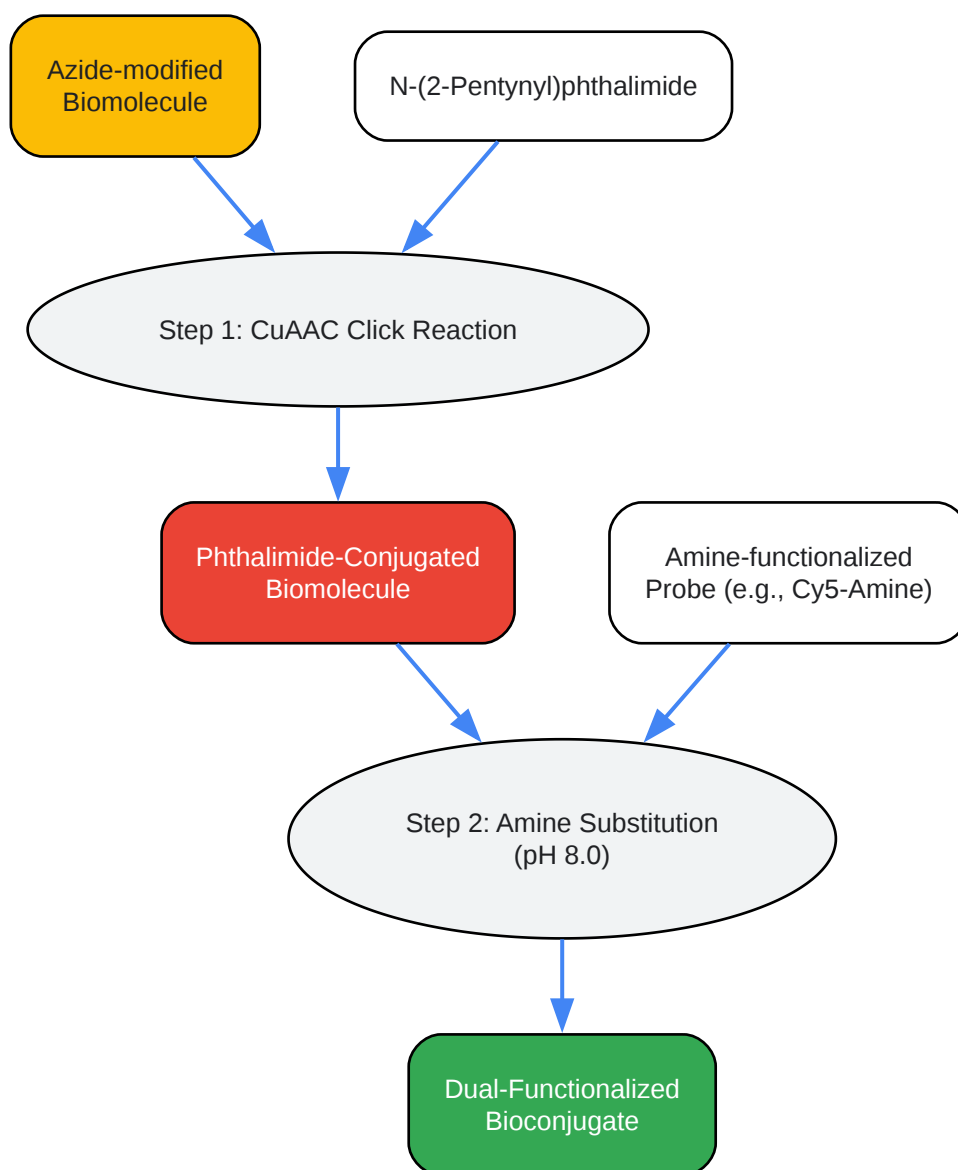 Azide-modified
Biomolecule
N-(2-Pentynyl)phthalimide
Step 1: CuAAC Click Reaction
Phthalimide-Conjugated
Biomolecule
Amine-functionalized
Probe (e.g., Cy5-Amine)
Step 2: Amine Substitution
(pH 8.0)
Dual-Functionalized
Bioconjugate